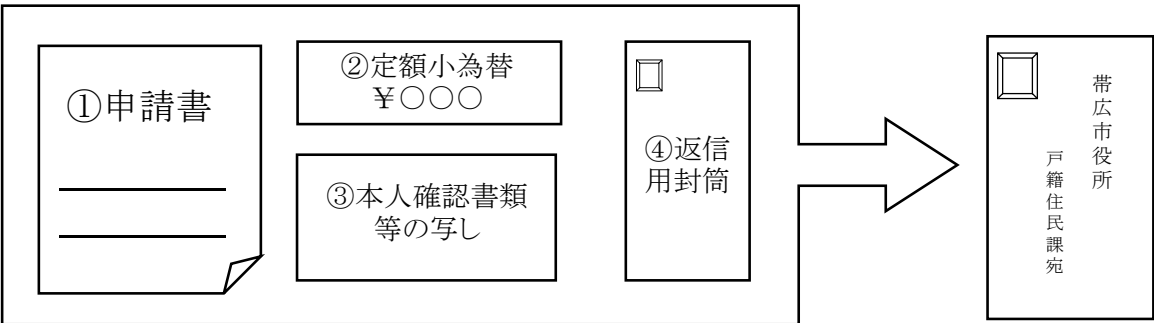 ①申請書
②定額小為替
￥○○○
③本人確認書類
等の写し
④返信
用封筒
帯広市役所
戸籍住民課宛